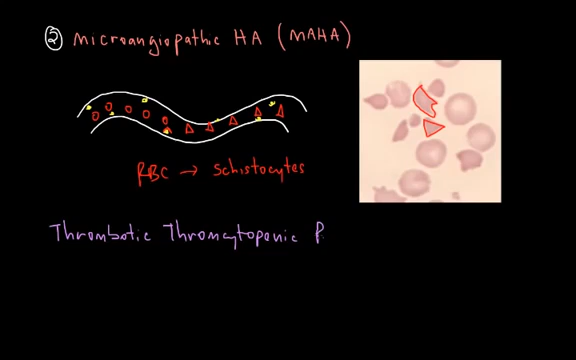 ② Microangiopathic HA (MAHA)
RBC → Schistocytes
Thrombotic Thromcytopenic P